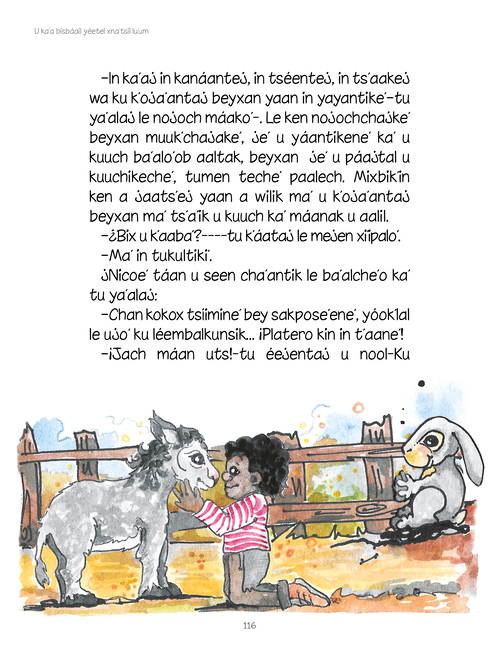 U ka'a bisbáail yéetel xna'tsil lu'um
–In ka'aj in kanáantej, in tséentej, in ts'aakej
wa ku k'oja'antaj beyxan yaan in yayantike'–tu
ya'alaj le nojoch máako'-. Le ken nojochchajke'
beyxan muuk'chajake', je' u yáantikene' ka' u
kuuch ba'alo'ob aaltak, beyxan je' u páajtal u
kuuchikeche', tumen teche' paalech. Mixbik'in
ken a jaats'ej yaan a wilik ma' u k'oja'antaj
beyxan ma' ts'a'ik u kuuch ka' máanak u aalil.
–¿Bix u k'aaba'?----tu k'áataj le mejen xiipalo'.
–Ma' in tukultiki'.
jNicoe' táan u seen cha'antik le ba'alche'o ka'
tu ya'alaj:
–Chan kokox tsíimine' bey sakpose'ene', yóok1al
le ujo' ku léembalkunsik... ¡Platero kin in t'aane'!
–¡Jach máan uts!-tu éejentaj u nool-Ku
116